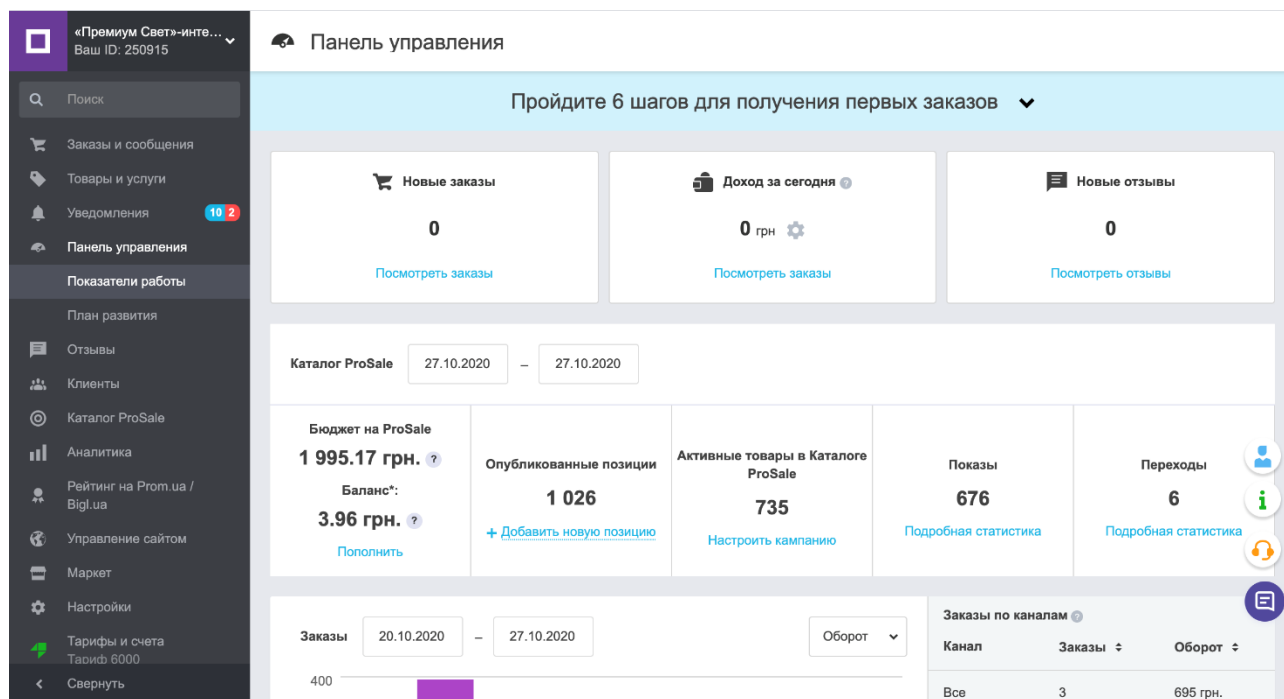 «Премиум Свет»-инте...
Ваш ID: 250915
Поиск
Заказы и сообщения
Товары и услуги
Уведомления 10 2
Панель управления
Показатели работы
План развития
Отзывы
Клиенты
Каталог ProSale
Аналитика
Рейтинг на Prom.ua /
Bigl.ua
Управление сайтом
Маркет
Настройки
Тарифы и счета
Тариф 6000
Свернуть
Панель управления
Пройдите 6 шагов для получения первых заказов
Новые заказы
0
Посмотреть заказы
Доход за сегодня ?
0 грн
Посмотреть заказы
Новые отзывы
0
Посмотреть отзывы
Каталог ProSale 27.10.2020 – 27.10.2020
Бюджет на ProSale
1 995.17 грн. ?
Баланс*:
3.96 грн. ?
Пополнить
Опубликованные позиции
1 026
+ Добавить новую позицию
Активные товары в Каталоге
ProSale
735
Настроить кампанию
Показы
676
Подробная статистика
Переходы
6
Подробная статистика
Заказы 20.10.2020 – 27.10.2020 Оборот
400
Заказы по каналам ?
Канал Заказы Оборот
Все 3 695 грн.